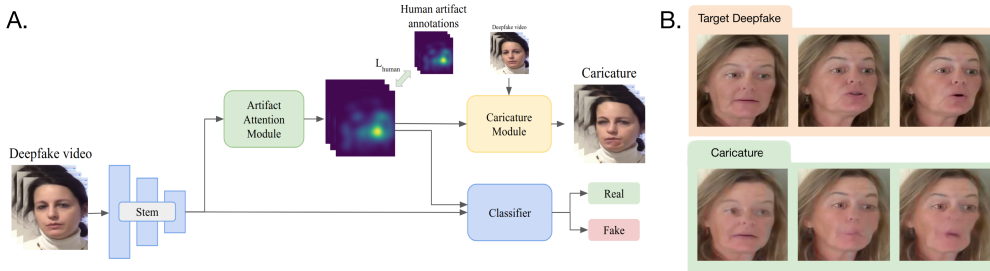 A.
Human artifact
annotations
Deepfake video
L human
Caricature
Artifact
Attention
Module
Caricature
Module
Deepfake video
Stem
Classifier
Real
Fake
B.
Target Deepfake
Caricature